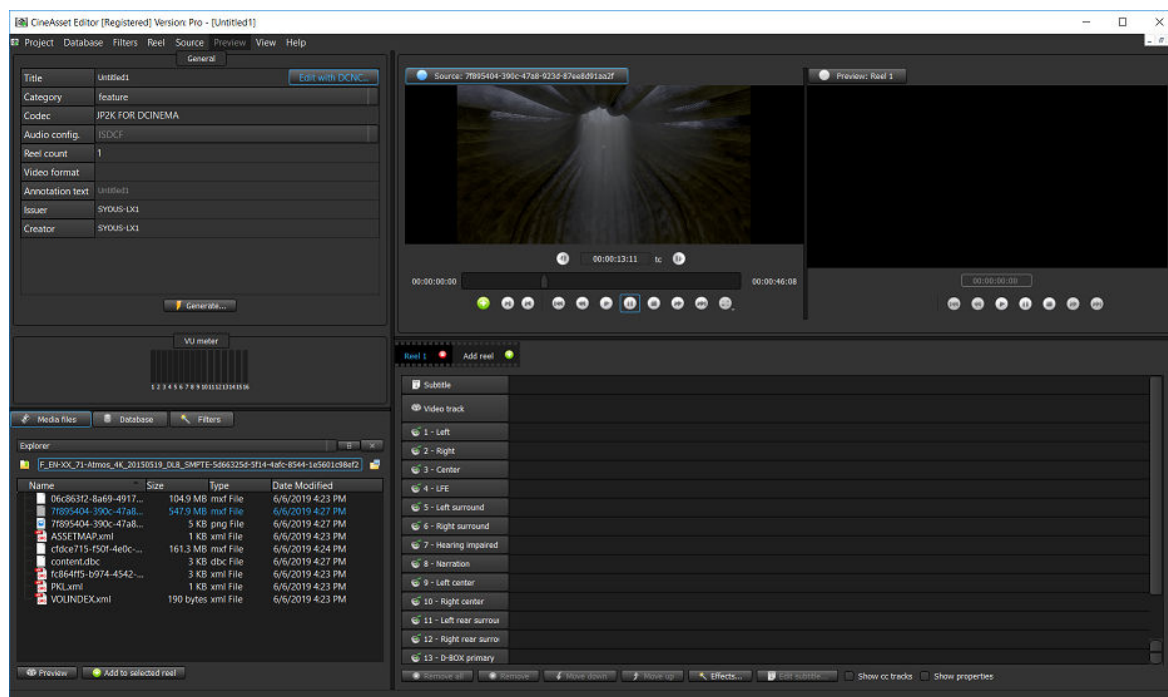 CineAsset Editor [Registered] Version: Pro - [Untitled1]
Project Database Filters Reel Source Preview View Help
General
Title Untitled1 Edit with DCNC...
Category feature
Codec JP2K FOR DCINEMA
Audio config. ISDCF
Reel count 1
Video format
Annotation text Untitled1
Issuer SYOUS-LX1
Creator SYOUS-LX1
Generate...
VU meter
1 2 3 4 5 6 7 8 9 10 11 12 13 14 15 16
Source: 7f895404-390c-47a8-923d-87ee8d91aa2f
00:00:13:11 tc
00:00:00:00 00:00:46:08
Preview: Reel 1
00:00:00:00
Media files Database Filters
Explorer
F_EN-XX_71-Atmos_4K_20150519_DLB_SMPTE-5d66325d-5f14-4afc-8544-1e5601c98ef2
Name Size Type Date Modified
06c863f2-8a69-4917... 104.9 MB mxf File 6/6/2019 4:23 PM
7f895404-390c-47a8... 547.9 MB mxf File 6/6/2019 4:27 PM
7f895404-390c-47a8... 5 KB png File 6/6/2019 4:27 PM
ASSETMAP.xml 1 KB xml File 6/6/2019 4:23 PM
cfdce715-f50f-4e0c-... 161.3 MB mxf File 6/6/2019 4:24 PM
content.dbc 3 KB dbc File 6/6/2019 4:27 PM
fc864ff5-b974-4542-... 3 KB xml File 6/6/2019 4:23 PM
PKL.xml 1 KB xml File 6/6/2019 4:23 PM
VOLINDEX.xml 190 bytes xml File 6/6/2019 4:23 PM
Preview Add to selected reel
Reel 1 Add reel
Subtitle
Video track
1 - Left
2 - Right
3 - Center
4 - LFE
5 - Left surround
6 - Right surround
7 - Hearing impaired
8 - Narration
9 - Left center
10 - Right center
11 - Left rear surrou
12 - Right rear surro
13 - D-BOX primary
Remove all Remove Move down Move up Effects... Edit subtitle... Show cc tracks Show properties